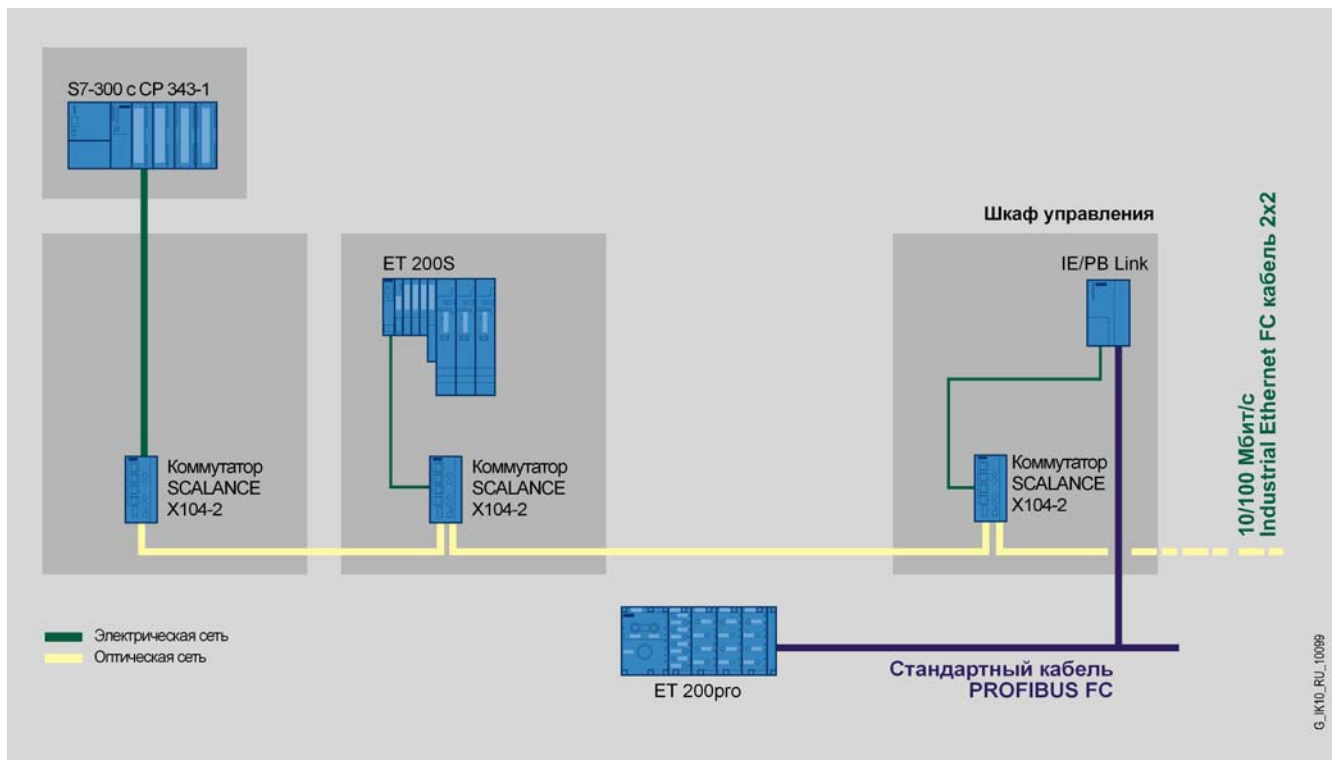 S7-300 с CP 343-1
Шкаф управления
ET 200S
IE/PB Link
Коммутатор
SCALANCE
X104-2
Коммутатор
SCALANCE
X104-2
Коммутатор
SCALANCE
X104-2
10/100 Мбит/с
Industrial Ethernet FC кабель 2x2
Электрическая сеть
Оптическая сеть
ET 200pro
Стандартный кабель
PROFIBUS FC
G_IK10_RU_10099